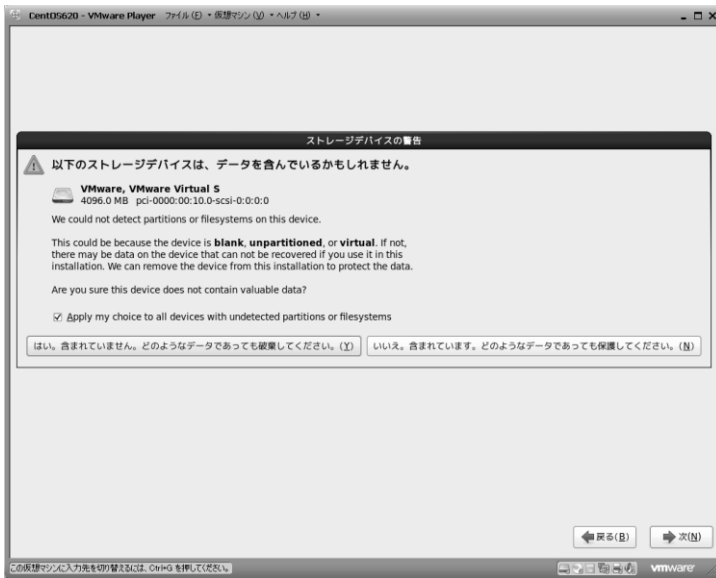 CentOS620 - VMware Player ファイル(F) ・ 仮想マシン(V) ・ ヘルプ(H) ・
ストレージデバイスの警告
以下のストレージデバイスは、データを含んでいるかもしれません。
VMware, VMware Virtual S
4096.0 MB pci-0000:00:10.0-scsi-0:0:0:0
We could not detect partitions or filesystems on this device.
This could be because the device is blank, unpartitioned, or virtual. If not,
there may be data on the device that can not be recovered if you use it in this
installation. We can remove the device from this installation to protect the data.
Are you sure this device does not contain valuable data?
Apply my choice to all devices with undetected partitions or filesystems
はい。含まれていません。どのようなデータであっても破棄してください。(Y) いいえ。含まれています。どのようなデータであっても保護してください。(N)
戻る(B) 次(N)
この仮想マシンに入力先を切り替えるには、Ctrl+G を押してください。 vmware